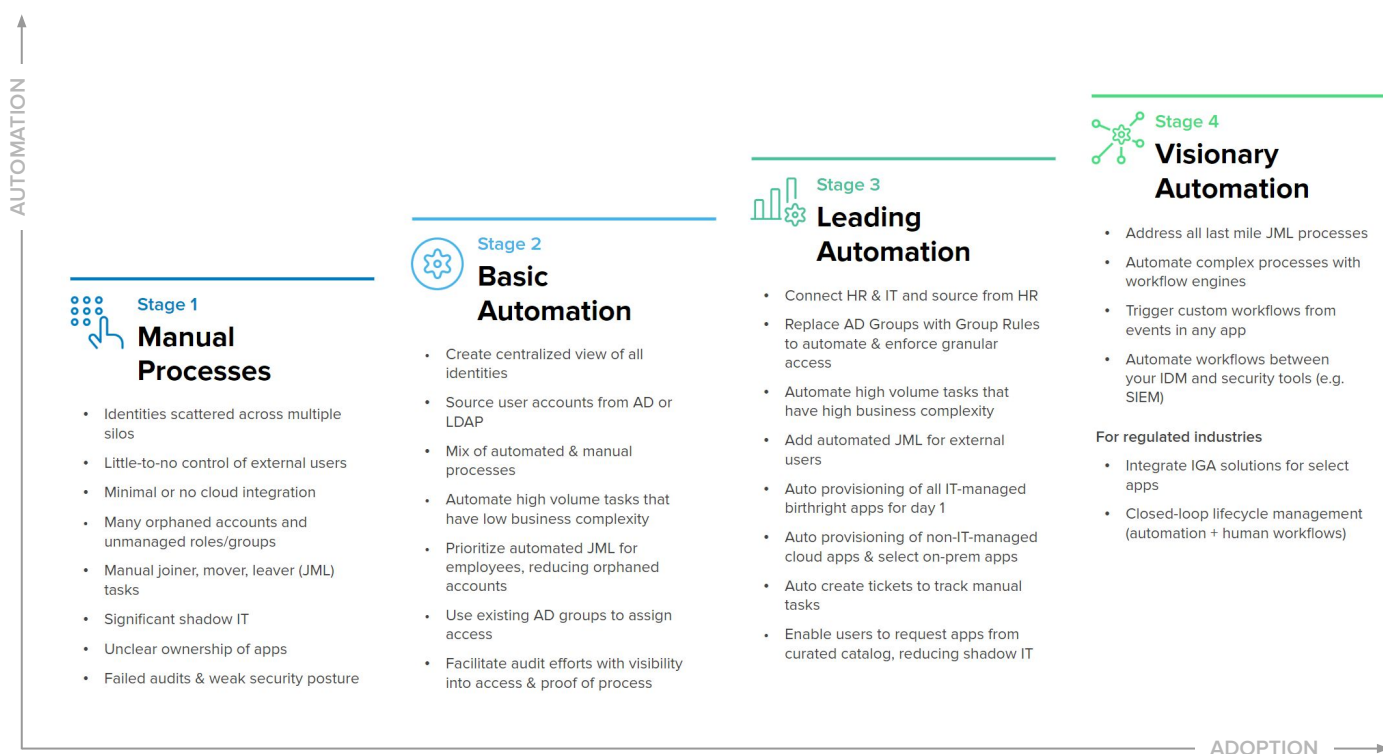 AUTOMATION
Stage 1
Manual
Processes
• Identities scattered across multiple
silos
• Little-to-no control of external users
• Minimal or no cloud integration
• Many orphaned accounts and
unmanaged roles/groups
• Manual joiner, mover, leaver (JML)
tasks
• Significant shadow IT
• Unclear ownership of apps
• Failed audits & weak security posture
Stage 2
Basic
Automation
• Create centralized view of all
identities
• Source user accounts from AD or
LDAP
• Mix of automated & manual
processes
• Automate high volume tasks that
have low business complexity
• Prioritize automated JML for
employees, reducing orphaned
accounts
• Use existing AD groups to assign
access
• Facilitate audit efforts with visibility
into access & proof of process
Stage 3
Leading
Automation
• Connect HR & IT and source from HR
• Replace AD Groups with Group Rules
to automate & enforce granular
access
• Automate high volume tasks that
have high business complexity
• Add automated JML for external
users
• Auto provisioning of all IT-managed
birthright apps for day 1
• Auto provisioning of non-IT-managed
cloud apps & select on-prem apps
• Auto create tickets to track manual
tasks
• Enable users to request apps from
curated catalog, reducing shadow IT
Stage 4
Visionary
Automation
• Address all last mile JML processes
• Automate complex processes with
workflow engines
• Trigger custom workflows from
events in any app
• Automate workflows between
your IDM and security tools (e.g.
SIEM)
For regulated industries
• Integrate IGA solutions for select
apps
• Closed-loop lifecycle management
(automation + human workflows)
ADOPTION